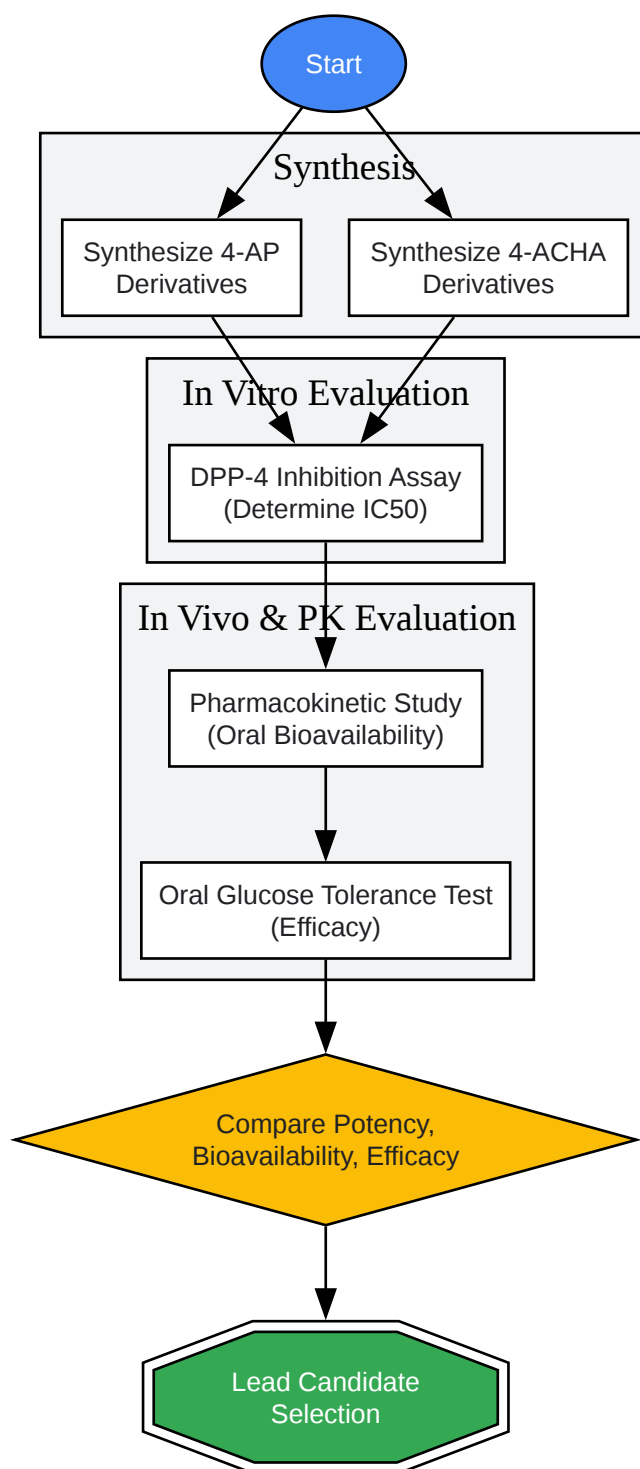 Start
Synthesis
Synthesize 4-AP
Derivatives
Synthesize 4-ACHA
Derivatives
In Vitro Evaluation
DPP-4 Inhibition Assay
(Determine IC50)
In Vivo & PK Evaluation
Pharmacokinetic Study
(Oral Bioavailability)
Oral Glucose Tolerance Test
(Efficacy)
Compare Potency,
Bioavailability, Efficacy
Lead Candidate
Selection